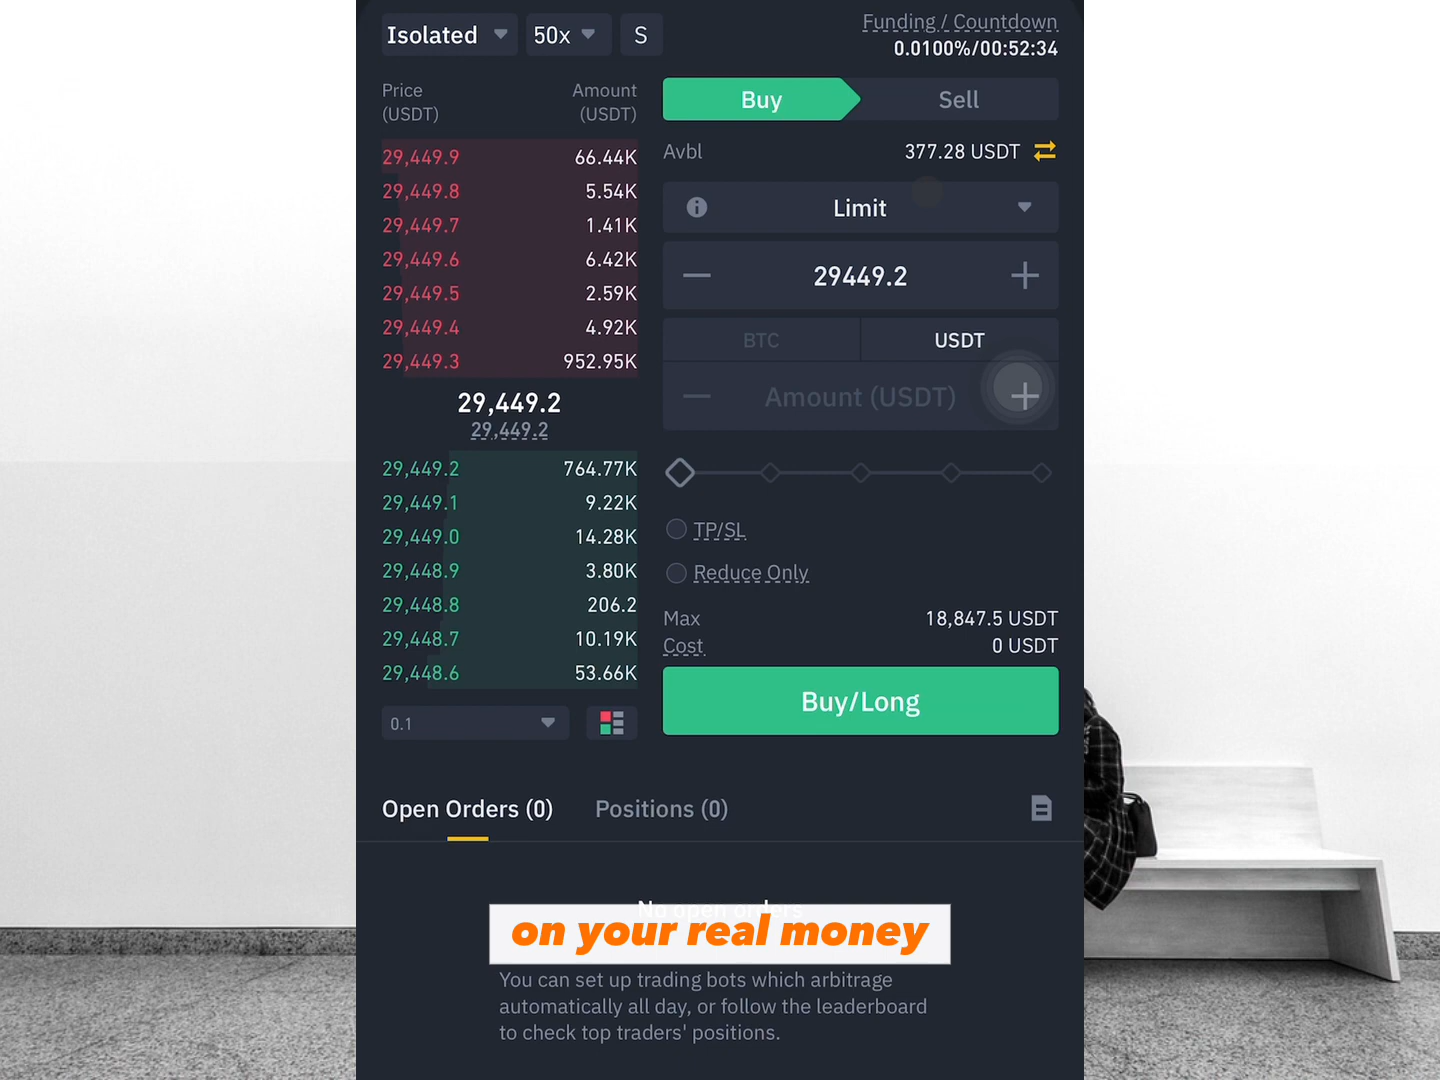 Isolated
50x
S
Funding / Countdown
0.0100%/00:52:34
Price
(USDT)
Amount
(USDT)
29,449.9 66.44K
29,449.8 5.54K
29,449.7 1.41K
29,449.6 6.42K
29,449.5 2.59K
29,449.4 4.92K
29,449.3 952.95K
29,449.2
29,449.2
29,449.2 764.77K
29,449.1 9.22K
29,449.0 14.28K
29,448.9 3.80K
29,448.8 206.2
29,448.7 10.19K
29,448.6 53.66K
0.1
Buy
Sell
Avbl 377.28 USDT
Limit
29449.2
BTC
USDT
Amount (USDT)
TP/SL
Reduce Only
Max 18,847.5 USDT
Cost 0 USDT
Buy/Long
Open Orders (0)
Positions (0)
No open orders
on your real money
You can set up trading bots which arbitrage
automatically all day, or follow the leaderboard
to check top traders' positions.